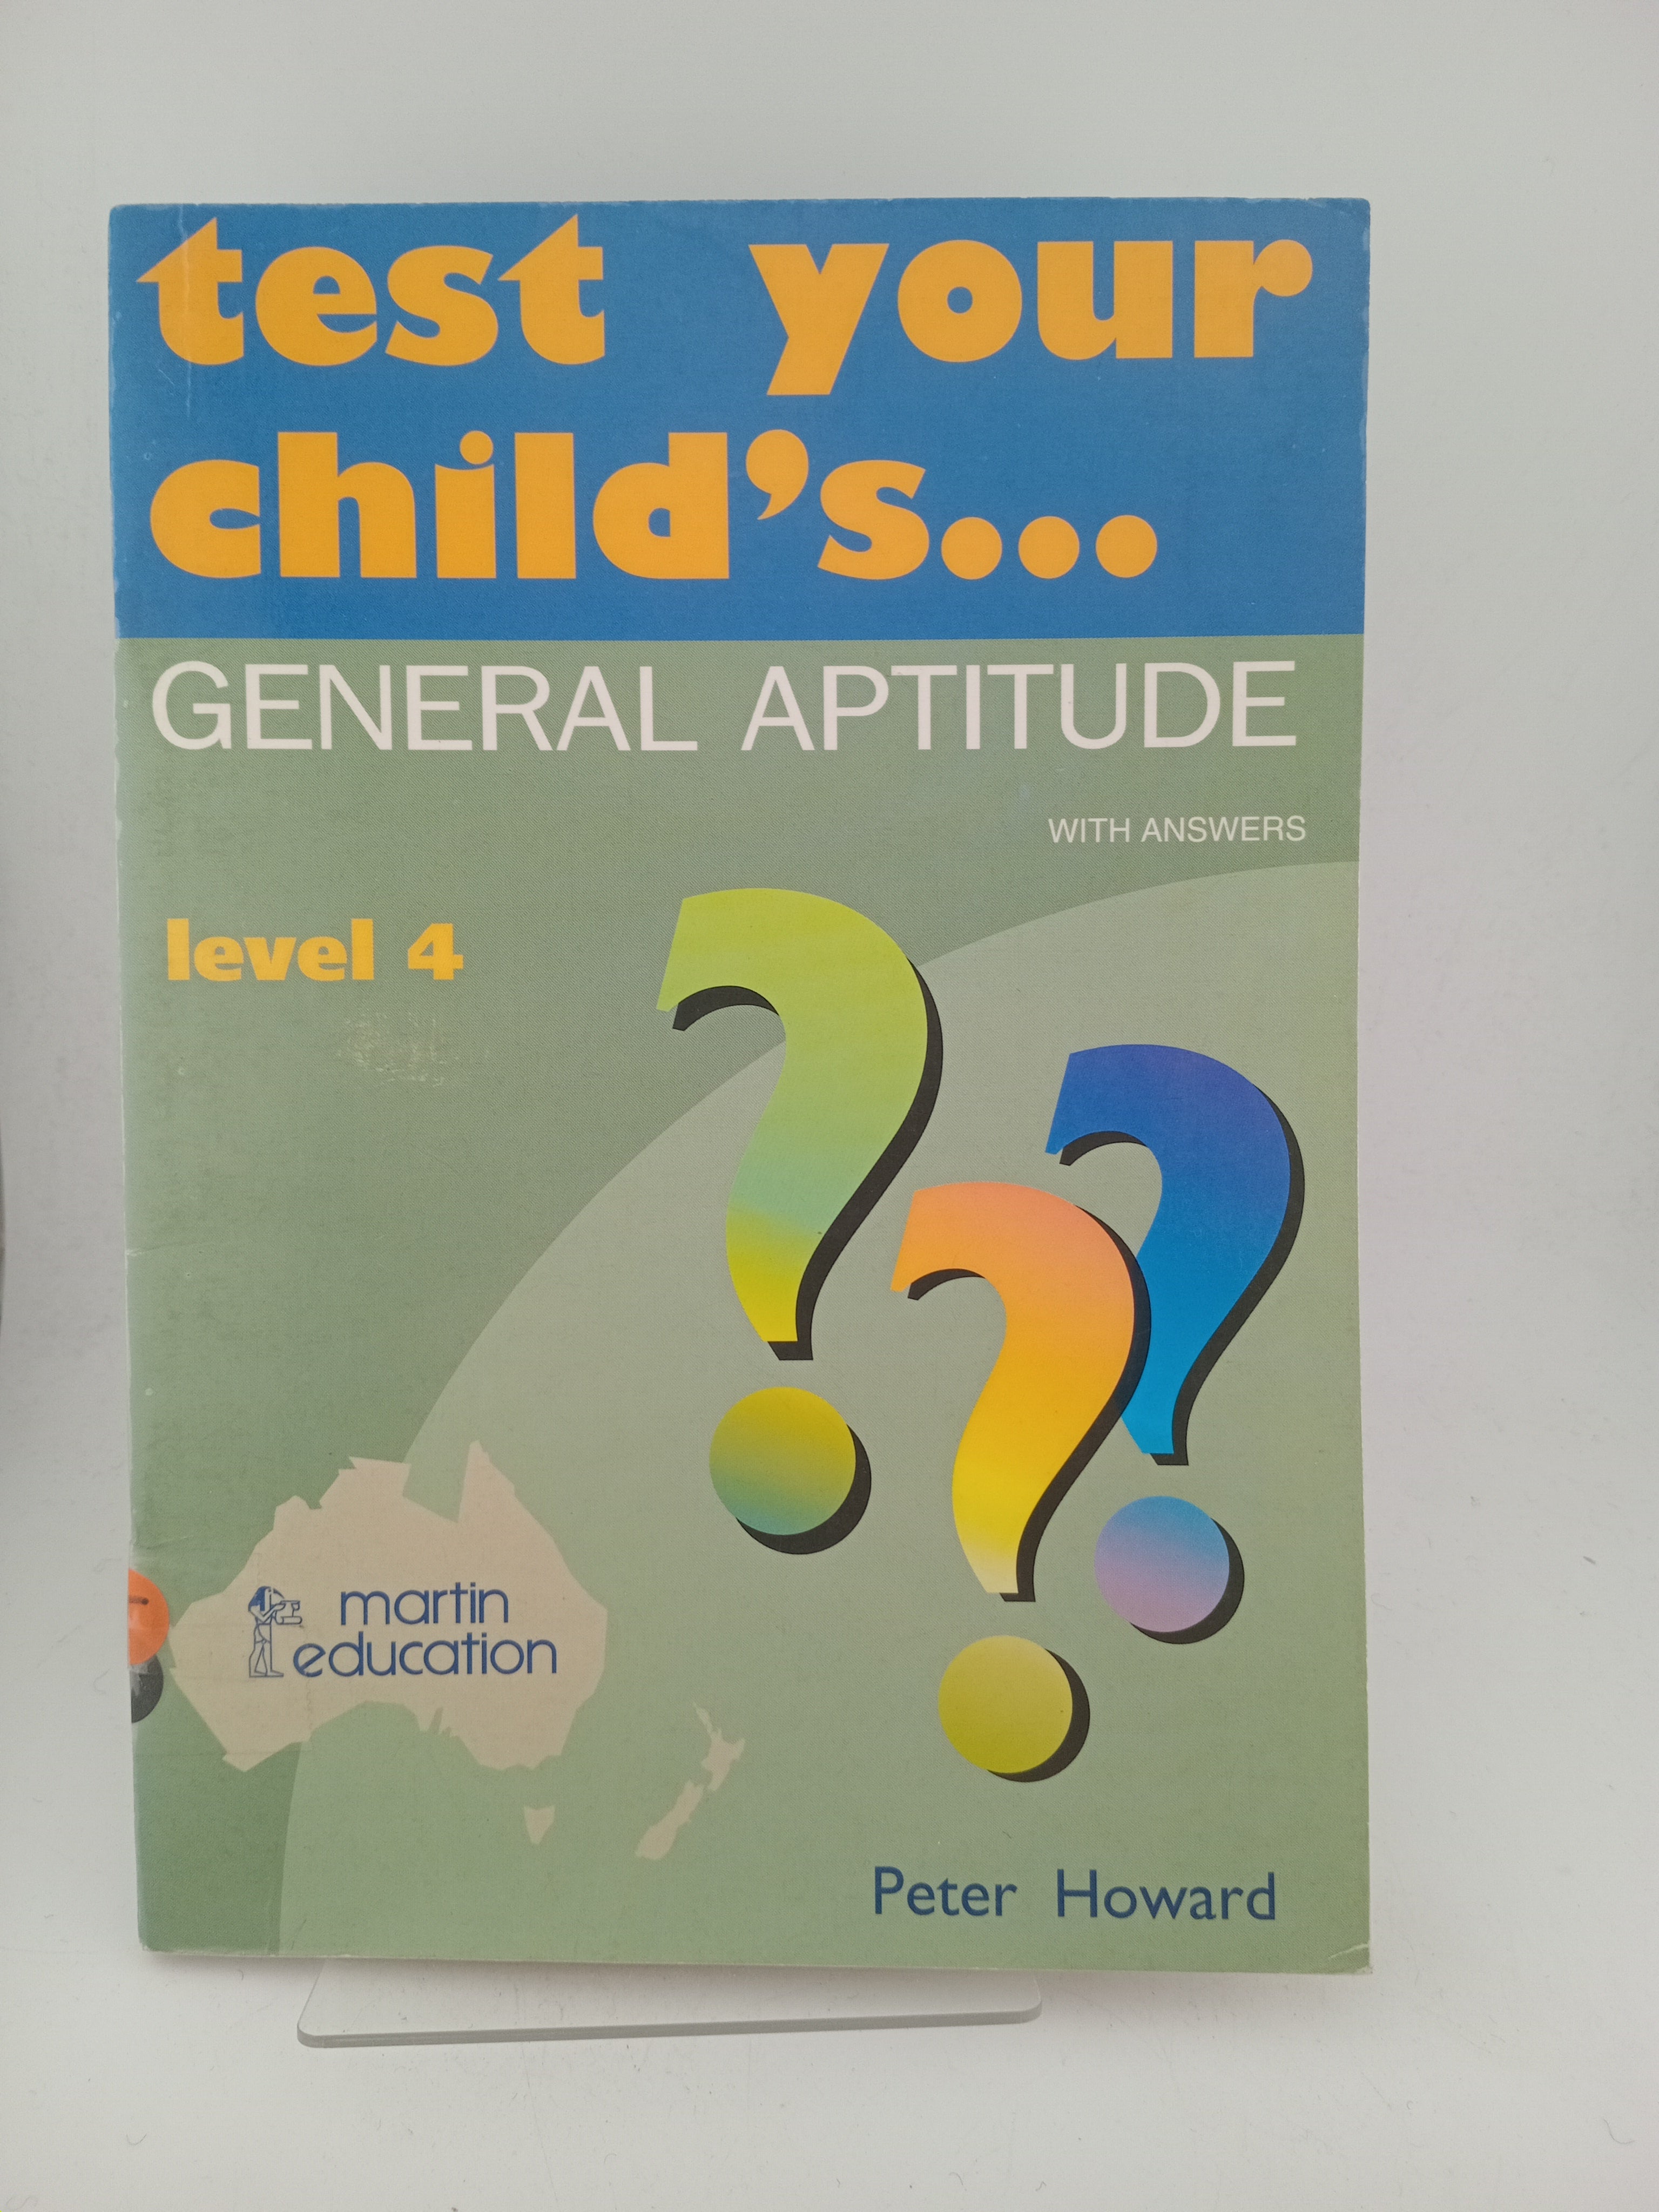 test your
child's...
GENERAL APTITUDE
WITH ANSWERS
level 4
martin
education
Peter Howard